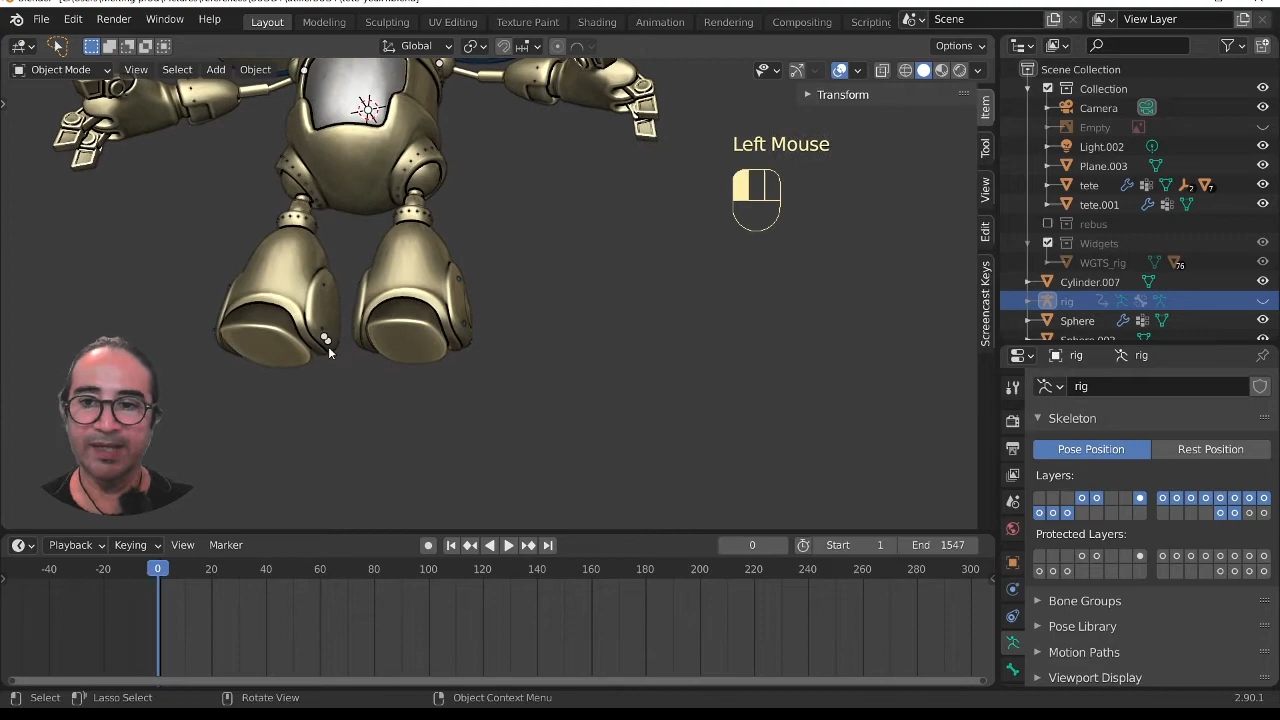 File Edit Render Window Help Layout Modeling Sculpting UV Editing Texture Paint Shading Animation Rendering Compositing Scripting Scene View Layer
Global Options
Object Mode View Select Add Object
Scene Collection
Collection
Camera
Empty
Light.002
Plane.003
tete 2 7
tete.001
rebus
Widgets
WGTS_rig 76
Cylinder.007
rig
Sphere
Transform
Item
Tool
View
Edit
Screencast Keys
Left Mouse
rig rig
rig
Skeleton
Pose Position Rest Position
Layers:
Protected Layers:
Bone Groups
Pose Library
Motion Paths
Viewport Display
Playback Keying View Marker 0 Start 1 End 1547
-40 -20 0 20 40 60 80 100 120 140 160 180 200 220 240 260 280 300
Select Lasso Select Rotate View Object Context Menu 2.90.1